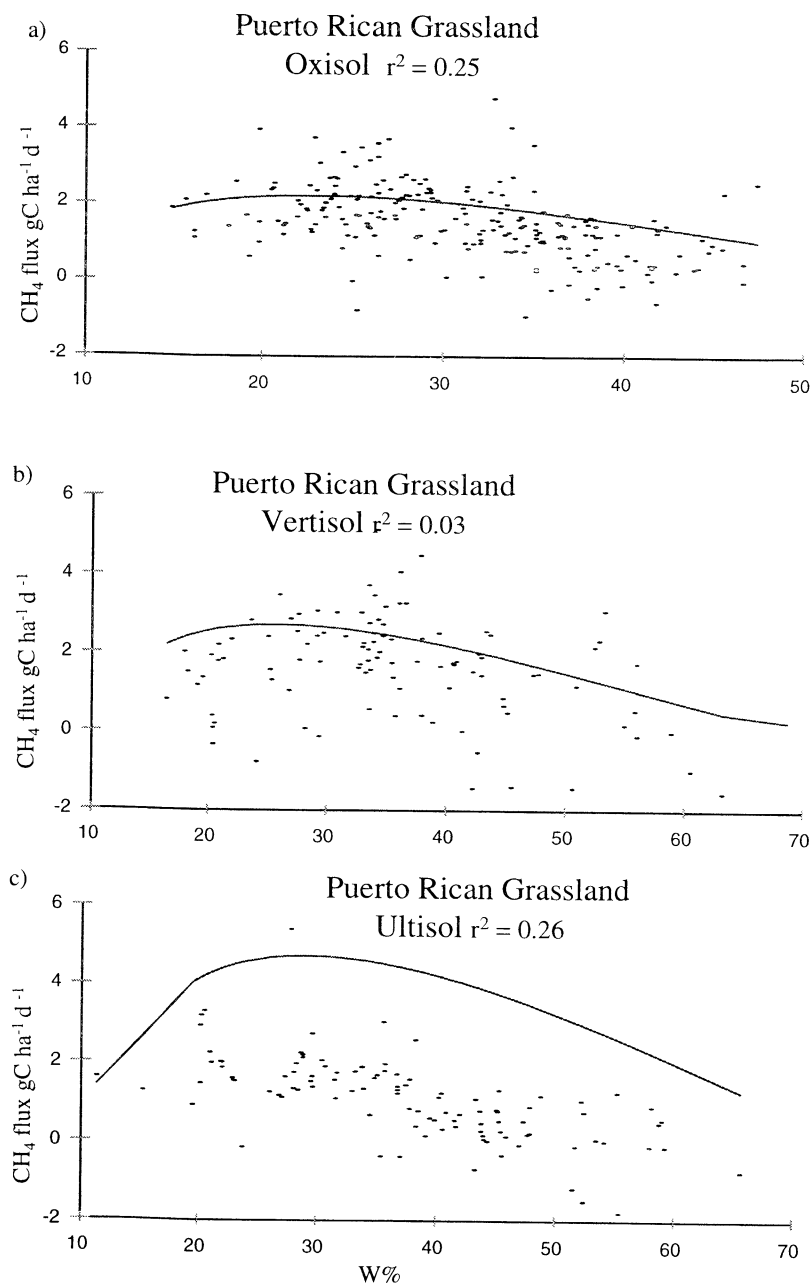 a)
Puerto Rican Grassland
Oxisol r² = 0.25
6
4
2
0
-2
CH₄ flux gC ha⁻¹ d⁻¹
10 20 30 40 50
b)
Puerto Rican Grassland
Vertisol r² = 0.03
6
4
2
0
-2
CH₄ flux gC ha⁻¹ d⁻¹
10 20 30 40 50 60 70
c)
Puerto Rican Grassland
Ultisol r² = 0.26
6
4
2
0
-2
CH₄ flux gC ha⁻¹ d⁻¹
10 20 30 40 50 60 70
W%